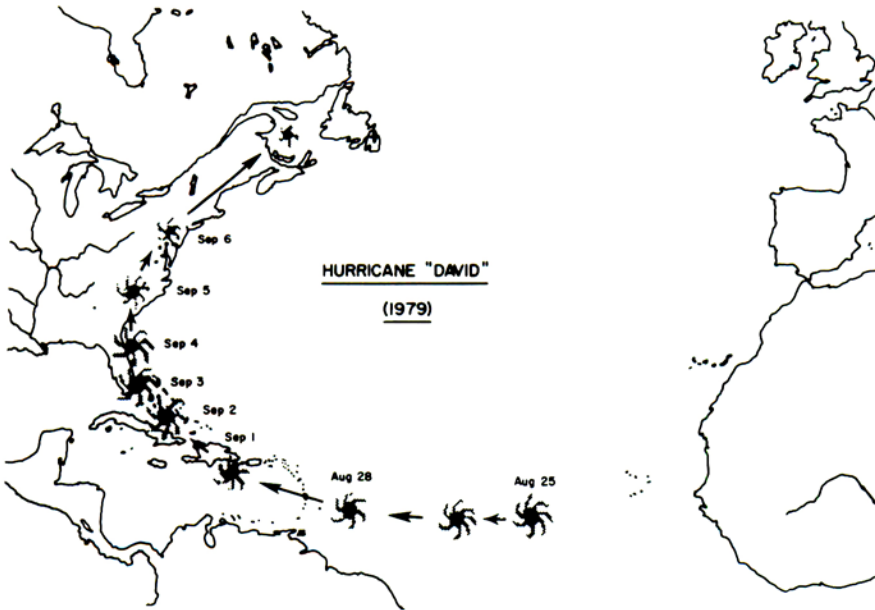 Sep 6
HURRICANE "DAVID"
(1979)
Sep 5
Sep 4
Sep 3
Sep 2
Sep 1
Aug 28
Aug 25